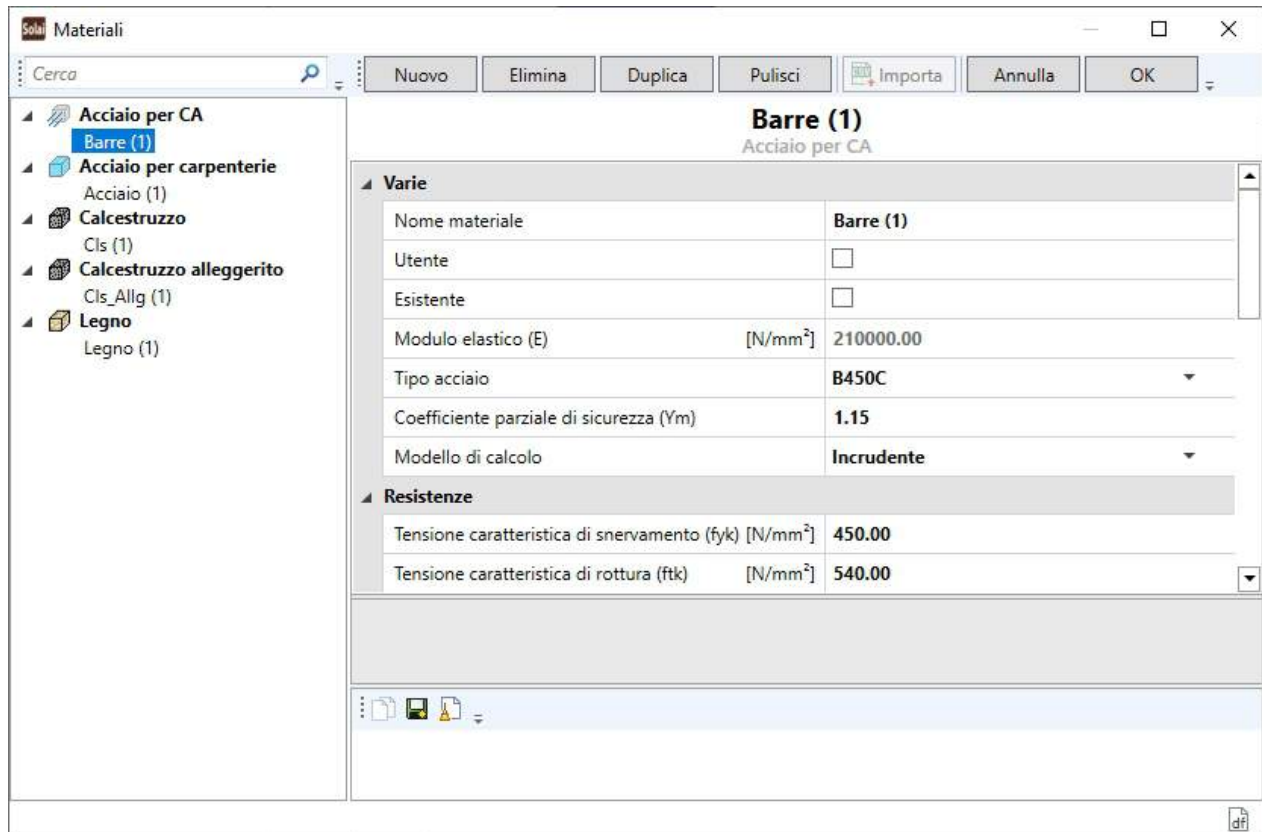 Solai Materiali
Cerca
Nuovo Elimina Duplica Pulisci Importa Annulla OK
Acciaio per CA
Barre (1)
Acciaio per carpenterie
Acciaio (1)
Calcestruzzo
Cls (1)
Calcestruzzo alleggerito
Cls_Allg (1)
Legno
Legno (1)
Barre (1)
Acciaio per CA
Varie
Nome materiale Barre (1)
Utente
Esistente
Modulo elastico (E) [N/mm²] 210000.00
Tipo acciaio B450C
Coefficiente parziale di sicurezza (Ym) 1.15
Modello di calcolo Incrudente
Resistenze
Tensione caratteristica di snervamento (fyk) [N/mm²] 450.00
Tensione caratteristica di rottura (ftk) [N/mm²] 540.00
df